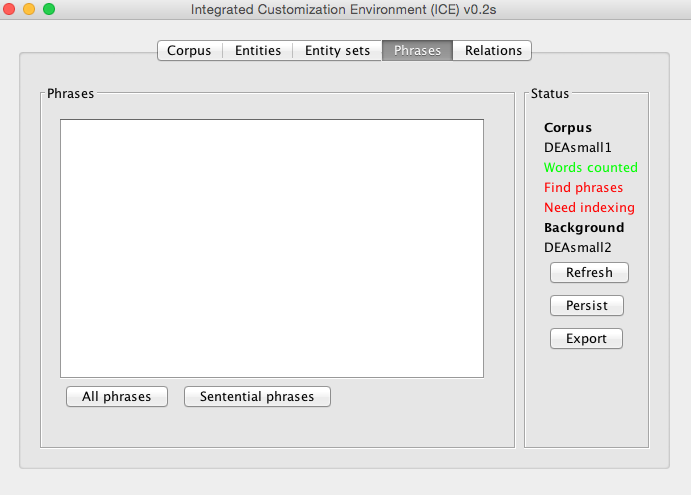 Integrated Customization Environment (ICE) v0.2s
Corpus Entities Entity sets Phrases Relations
Phrases
All phrases Sentential phrases
Status
Corpus
DEAsmall1
Words counted
Find phrases
Need indexing
Background
DEAsmall2
Refresh
Persist
Export